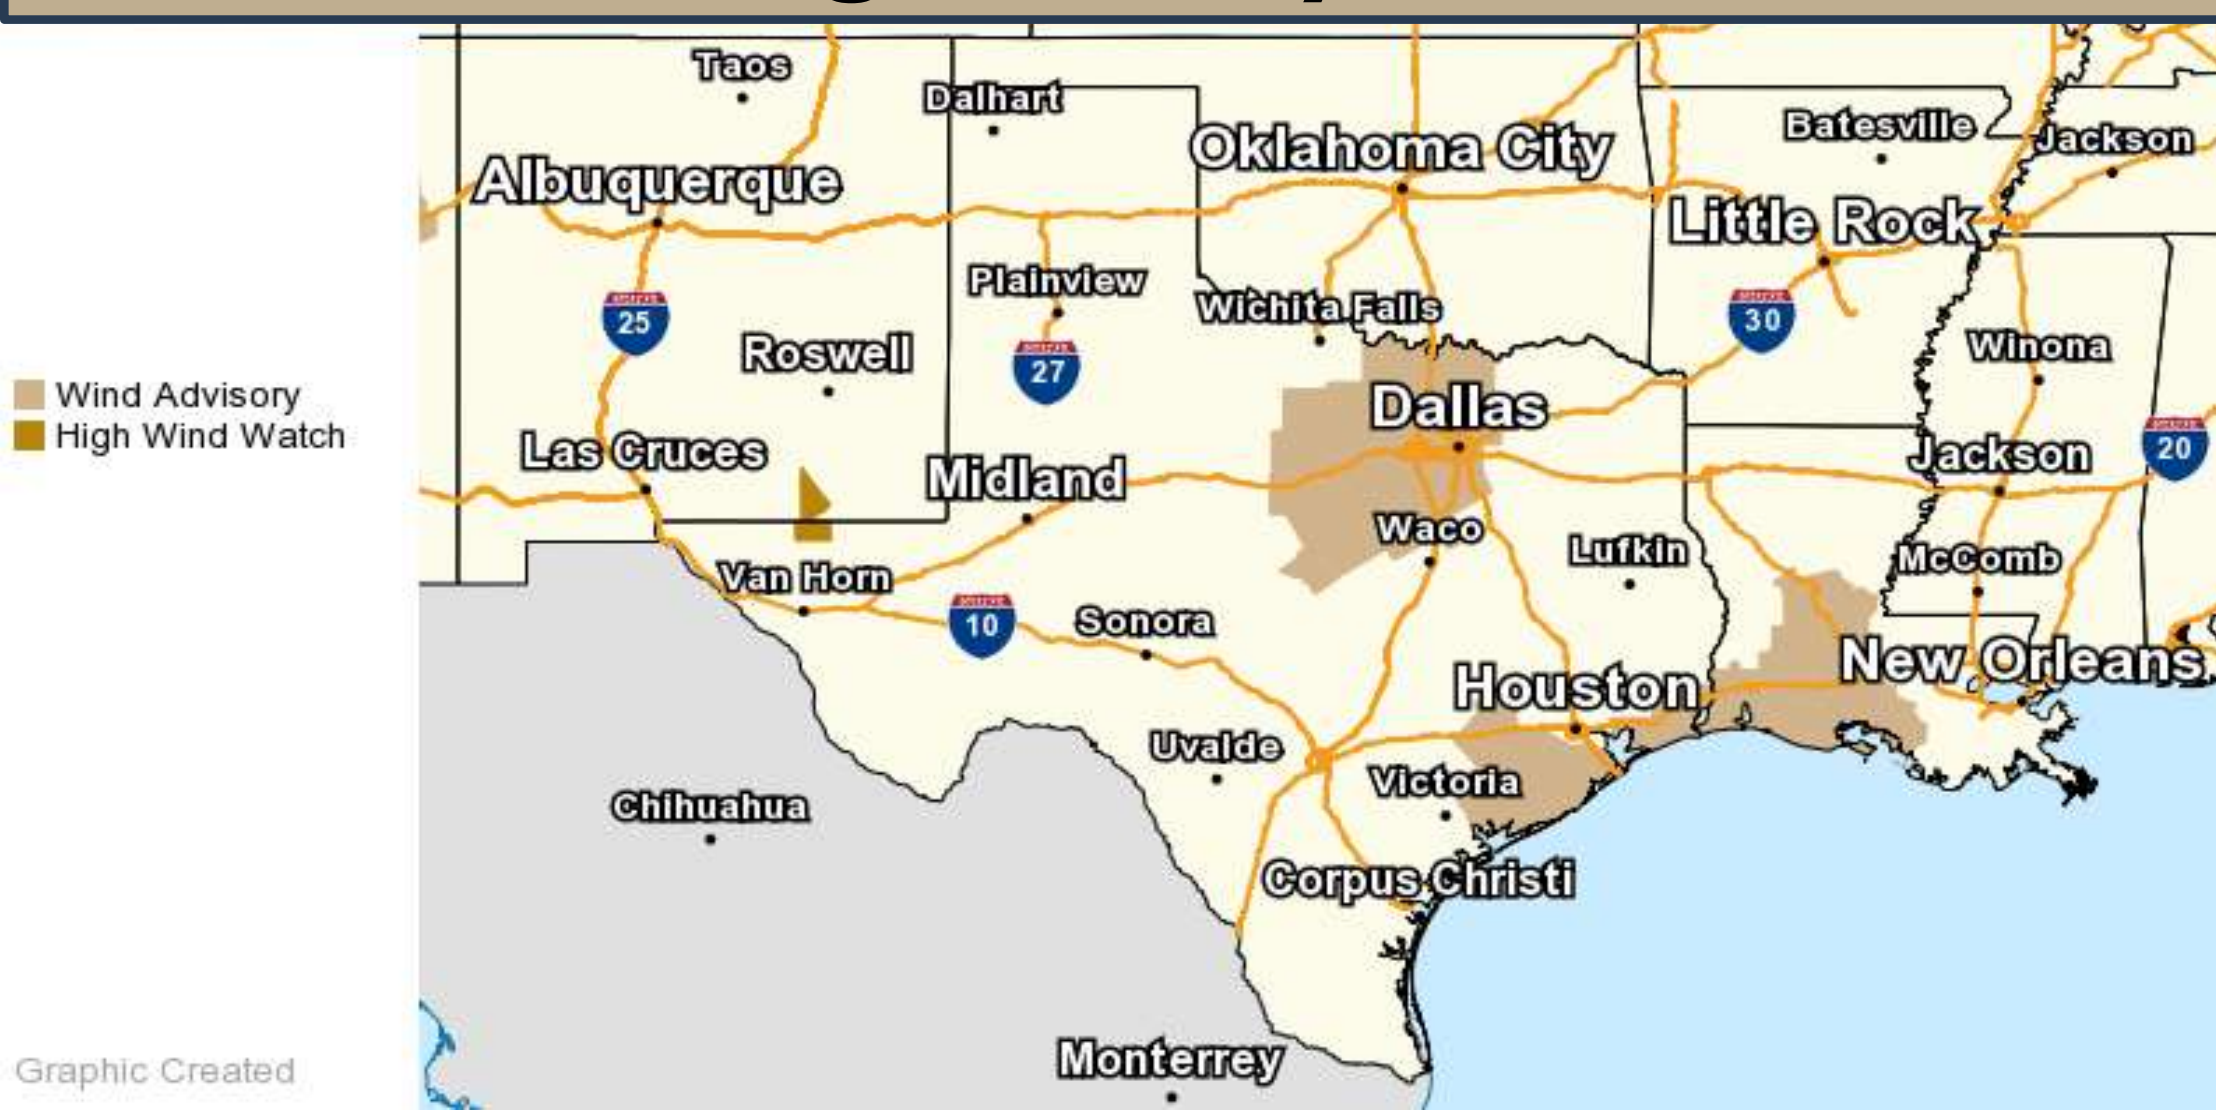 Taos
Dalhart
Oklahoma City
Batesville
Jackson
Albuquerque
Little Rock
Plainview
Wichita Falls
25
30
Roswell
27
Winona
Wind Advisory
High Wind Watch
Dallas
20
Las Cruces
Midland
Jackson
Waco
Lufkin
McComb
Van Horn
10
Sonora
New Orleans
Houston
Uvalde
Victoria
Chihuahua
Corpus Christi
Monterrey
Graphic Created